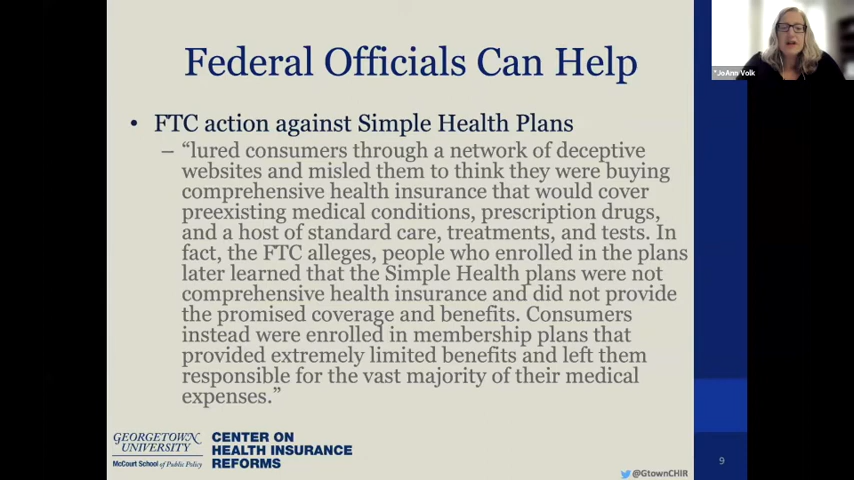 Federal Officials Can Help
• FTC action against Simple Health Plans
– “lured consumers through a network of deceptive
websites and misled them to think they were buying
comprehensive health insurance that would cover
preexisting medical conditions, prescription drugs,
and a host of standard care, treatments, and tests. In
fact, the FTC alleges, people who enrolled in the plans
later learned that the Simple Health plans were not
comprehensive health insurance and did not provide
the promised coverage and benefits. Consumers
instead were enrolled in membership plans that
provided extremely limited benefits and left them
responsible for the vast majority of their medical
expenses.”
GEORGETOWN
UNIVERSITY
McCourt School of Public Policy
CENTER ON
HEALTH INSURANCE
REFORMS
@GtownCHIR
9
*JoAnn Volk